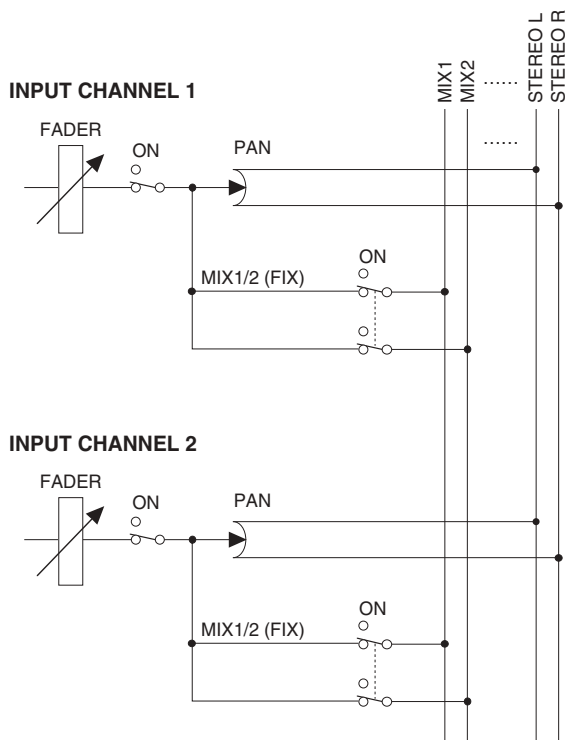 MIX1
MIX2
......
STEREO L
STEREO R
......
INPUT CHANNEL 1
FADER
ON
PAN
ON
MIX1/2 (FIX)
INPUT CHANNEL 2
FADER
ON
PAN
ON
MIX1/2 (FIX)